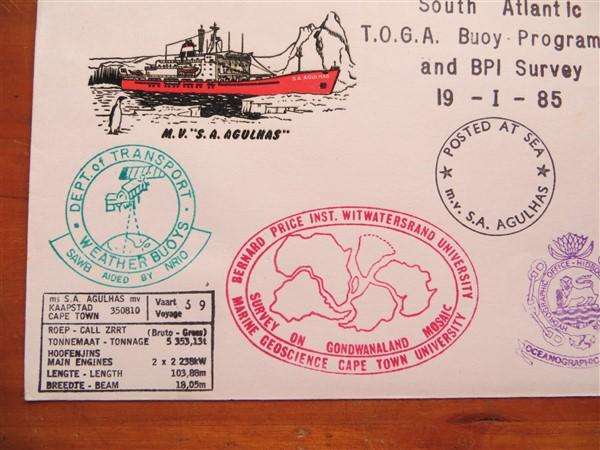 South Atlantic
T.O.G.A. Buoy Program
and BPI Survey
19 - I - 85
S.A. AGULHAS
M.V. "S.A. AGULHAS"
POSTED AT SEA
m.v. S.A. AGULHAS
DEPT. of TRANSPORT
WEATHER BUOYS
SAWB AIDED BY NRIO
BERNARD PRICE INST. WITWATERSRAND UNIVERSITY
SURVEY ON GONDWANALAND MOSAIC
MARINE GEOSCIENCE CAPE TOWN UNIVERSITY
OCEANOGRAPHIC
ms S.A. AGULHAS mv
KAAPSTAD 350810
CAPE TOWN
Vaart
Voyage 39
ROEP - CALL ZRRT (Bruto - Gross)
TONNEMAAT - TONNAGE 5 353,13t
HOOFENJINS
MAIN ENGINES 2 x 2 238kW
LENGTE - LENGTH 103,88m
BREEDTE - BEAM 18,05m